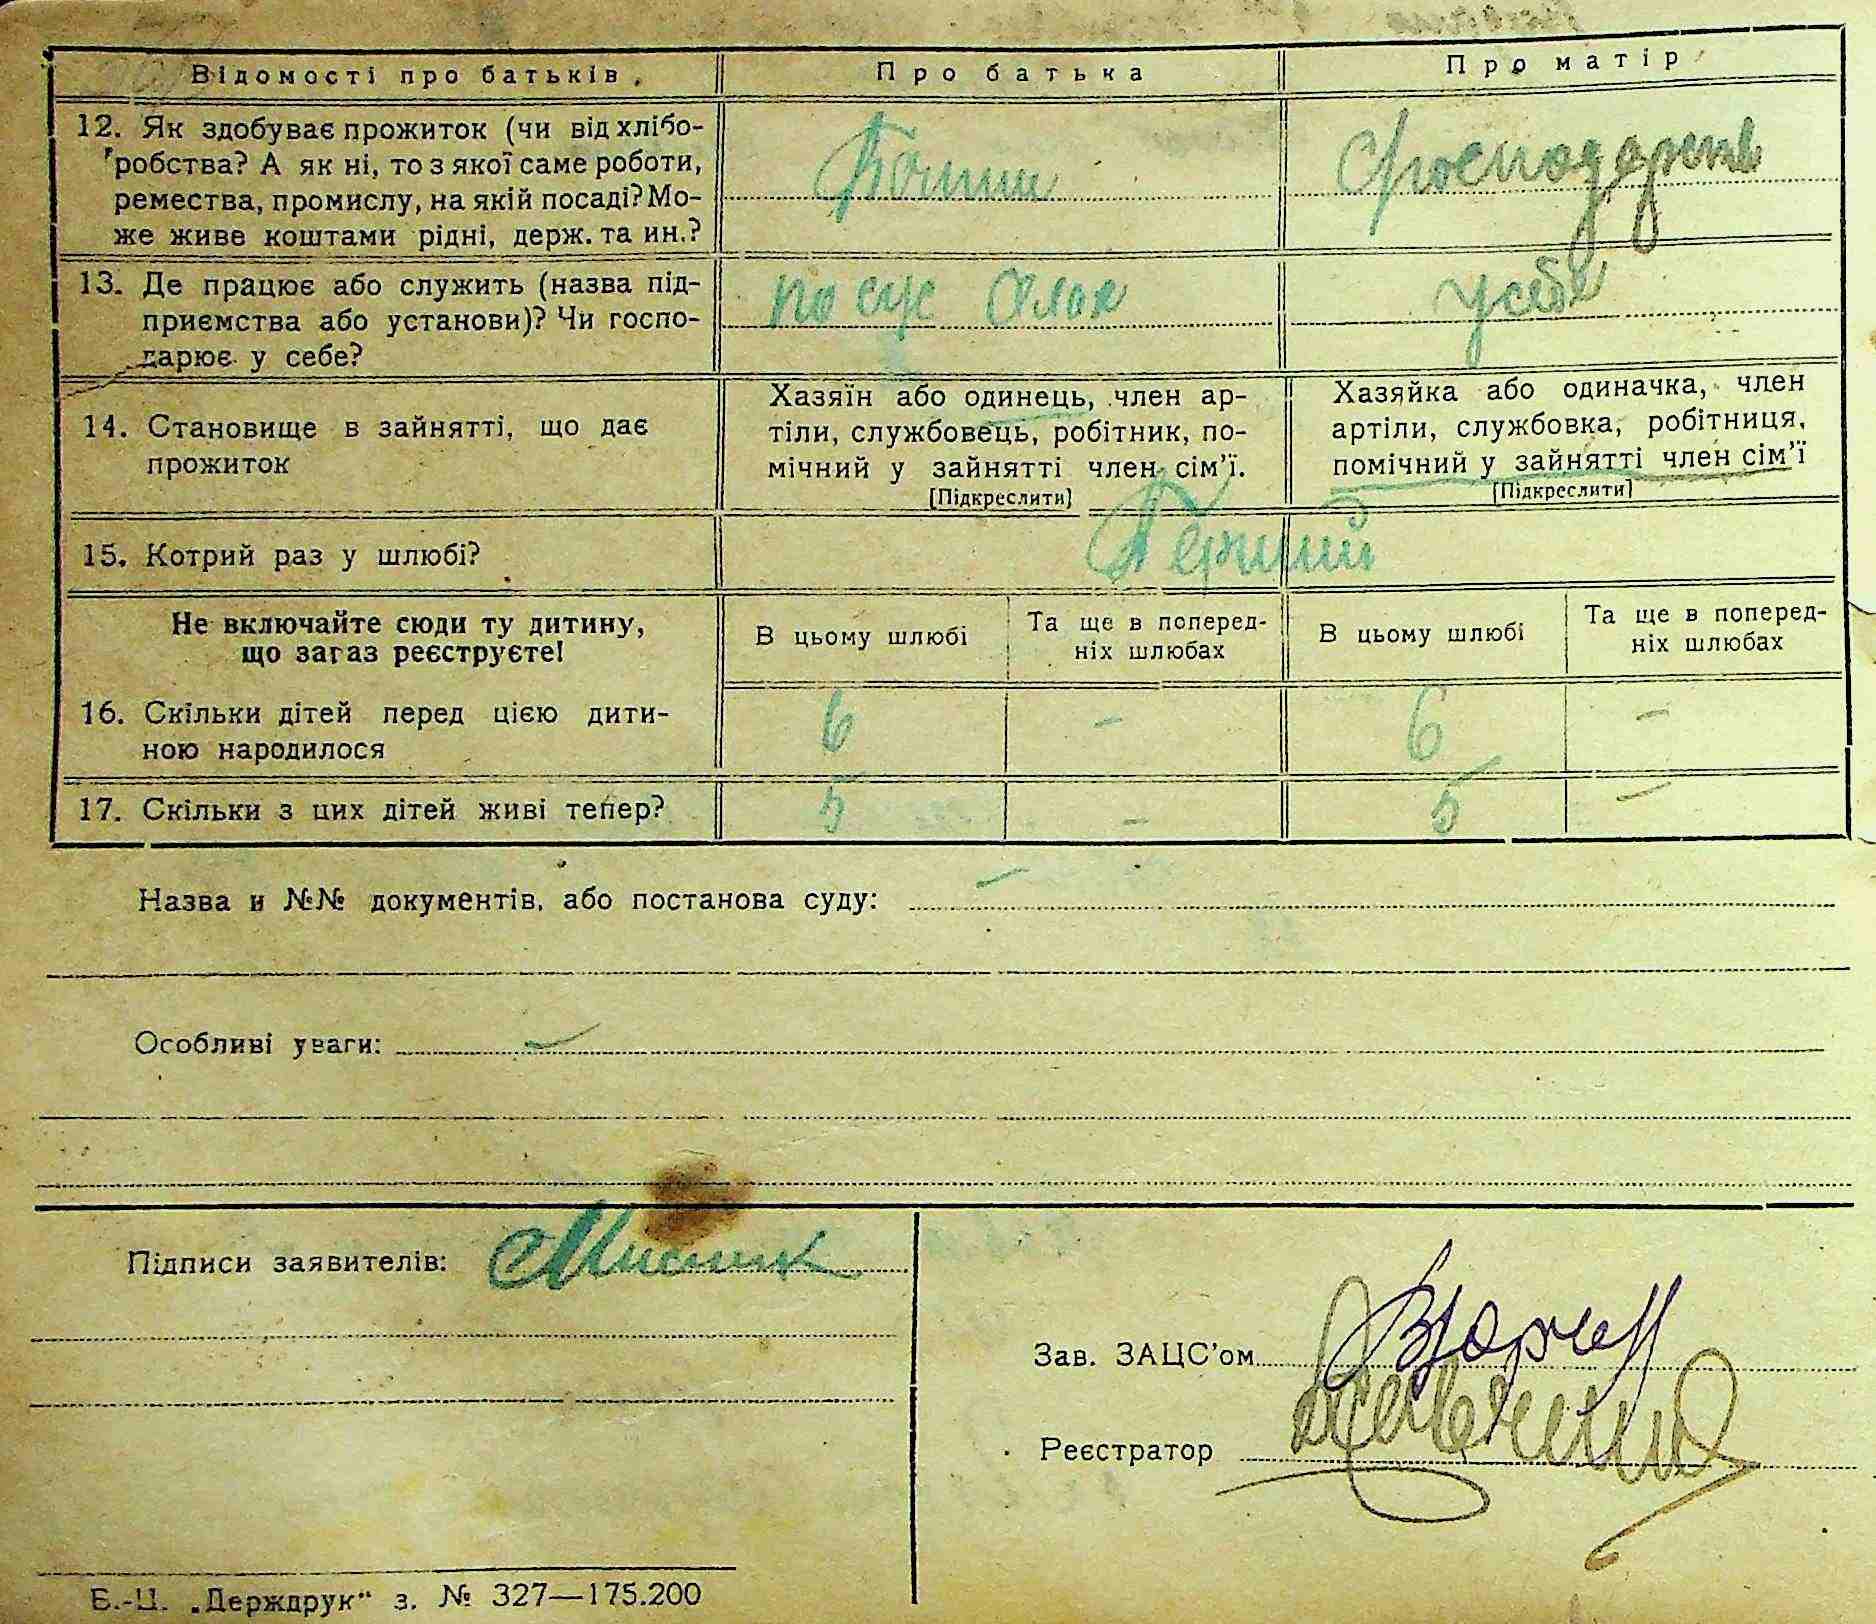 Відомості про батьків.
Про батька
Про матір
12. Як здобуває прожиток (чи від хлібо-
робства? А як ні, то з якої саме роботи,
ремества, промислу, на якій посаді? Мо-
же живе коштами рідні, держ. та ин.?
13. Де працює або служить (назва під-
приємства або установи)? Чи госпо-
дарює у себе?
по сус
у себе
14. Становище в зайнятті, що дає
прожиток
Хазяїн або одинець, член ар-
тіли, службовець, робітник, по-
мічний у зайнятті член сім'ї.
[Підкреслити]
Хазяйка або одиначка, член
артіли, службовка, робітниця,
помічний у зайнятті член сім'ї
[Підкреслити]
15. Котрий раз у шлюбі?
Перший
Не включайте сюди ту дитину,
що зараз реєструєте!
В цьому шлюбі
Та ще в поперед-
ніх шлюбах
В цьому шлюбі
Та ще в поперед-
ніх шлюбах
16. Скільки дітей перед цією дити-
ною народилося
6 - 6 -
17. Скільки з цих дітей живі тепер?
5 - 5 -
Назва и №№ документів, або постанова суду: -
Особливі уваги: -
Підписи заявителів:
Зав. ЗАЦС'ом
Реєстратор
Б.-Ц. „Держдрук" з. № 327—175.200